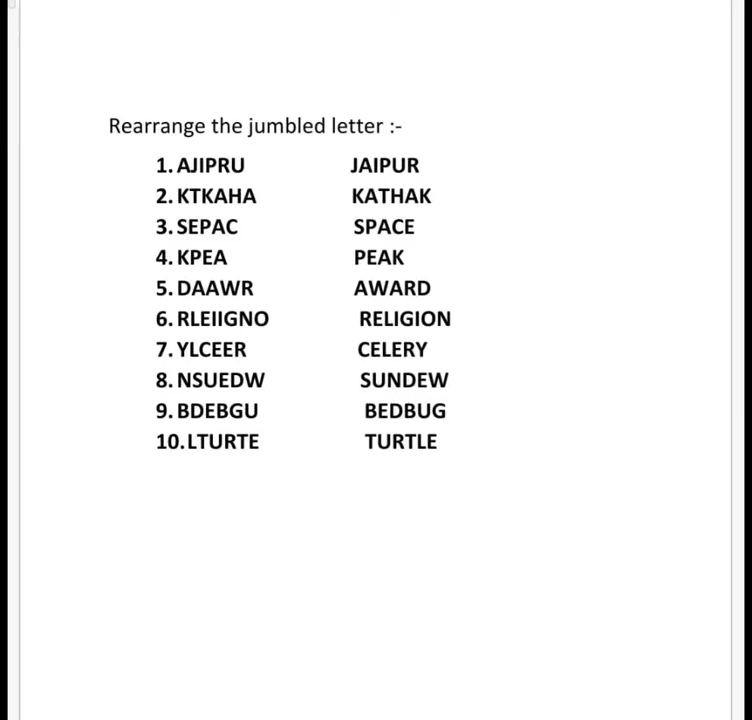 Rearrange the jumbled letter :-
1. AJIPRU JAIPUR
2. KTKAHA KATHAK
3. SEPAC SPACE
4. KPEA PEAK
5. DAAWR AWARD
6. RLEIIGNO RELIGION
7. YLCEER CELERY
8. NSUEDW SUNDEW
9. BDEBGU BEDBUG
10. LTURTE TURTLE